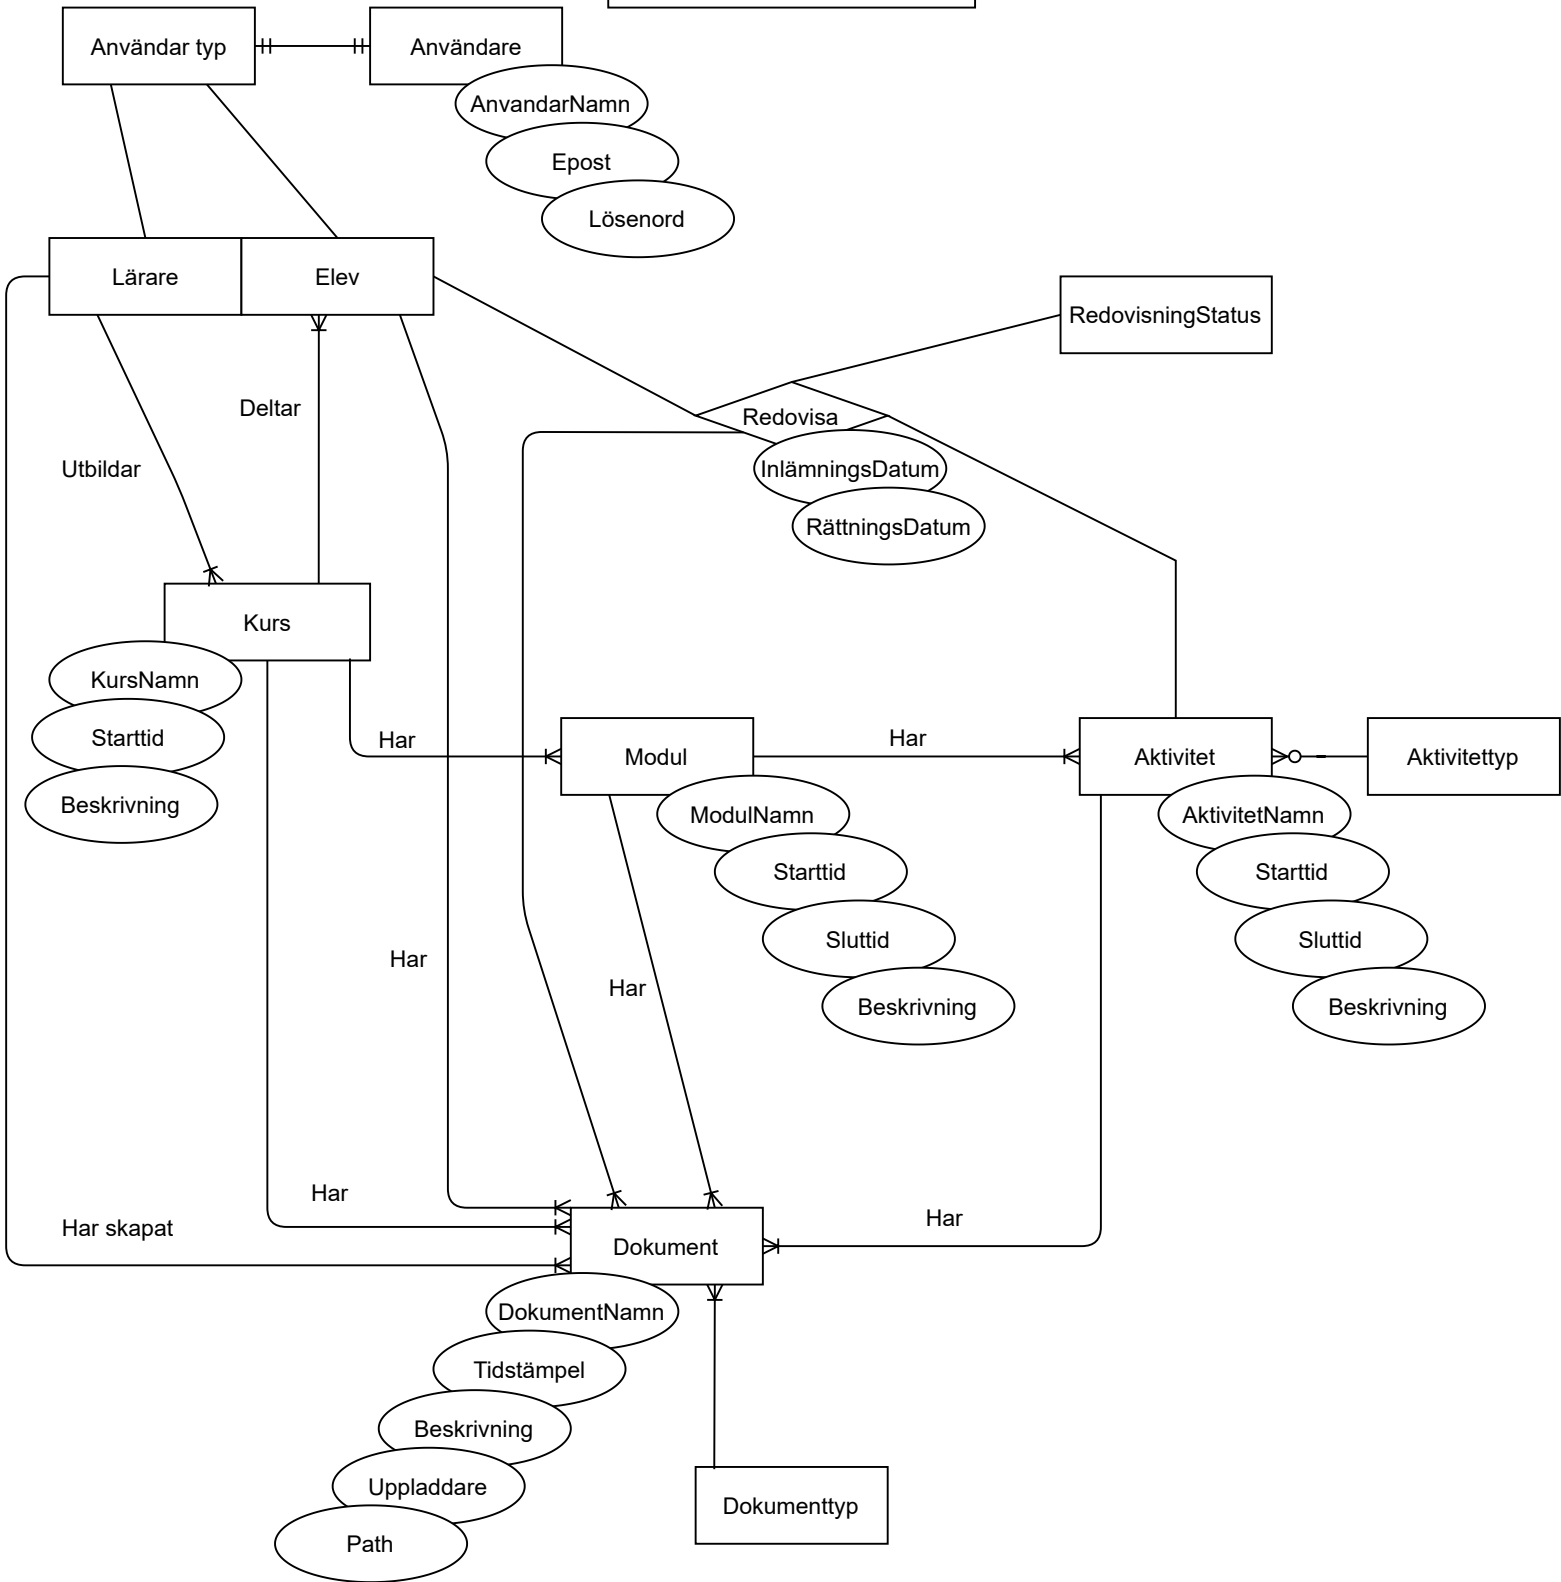 Användar typ
Användare
AnvandarNamn
Epost
Lösenord
Lärare
Elev
RedovisningStatus
Deltar
Redovisa
Utbildar
InlämningsDatum
RättningsDatum
Kurs
KursNamn
Starttid
Beskrivning
Har
Modul
Har
Aktivitet
Aktivitettyp
ModulNamn
Starttid
Sluttid
Beskrivning
AktivitetNamn
Starttid
Sluttid
Beskrivning
Har
Har
Har
Har skapat
Har
Dokument
DokumentNamn
Tidstämpel
Beskrivning
Uppladdare
Path
Dokumenttyp